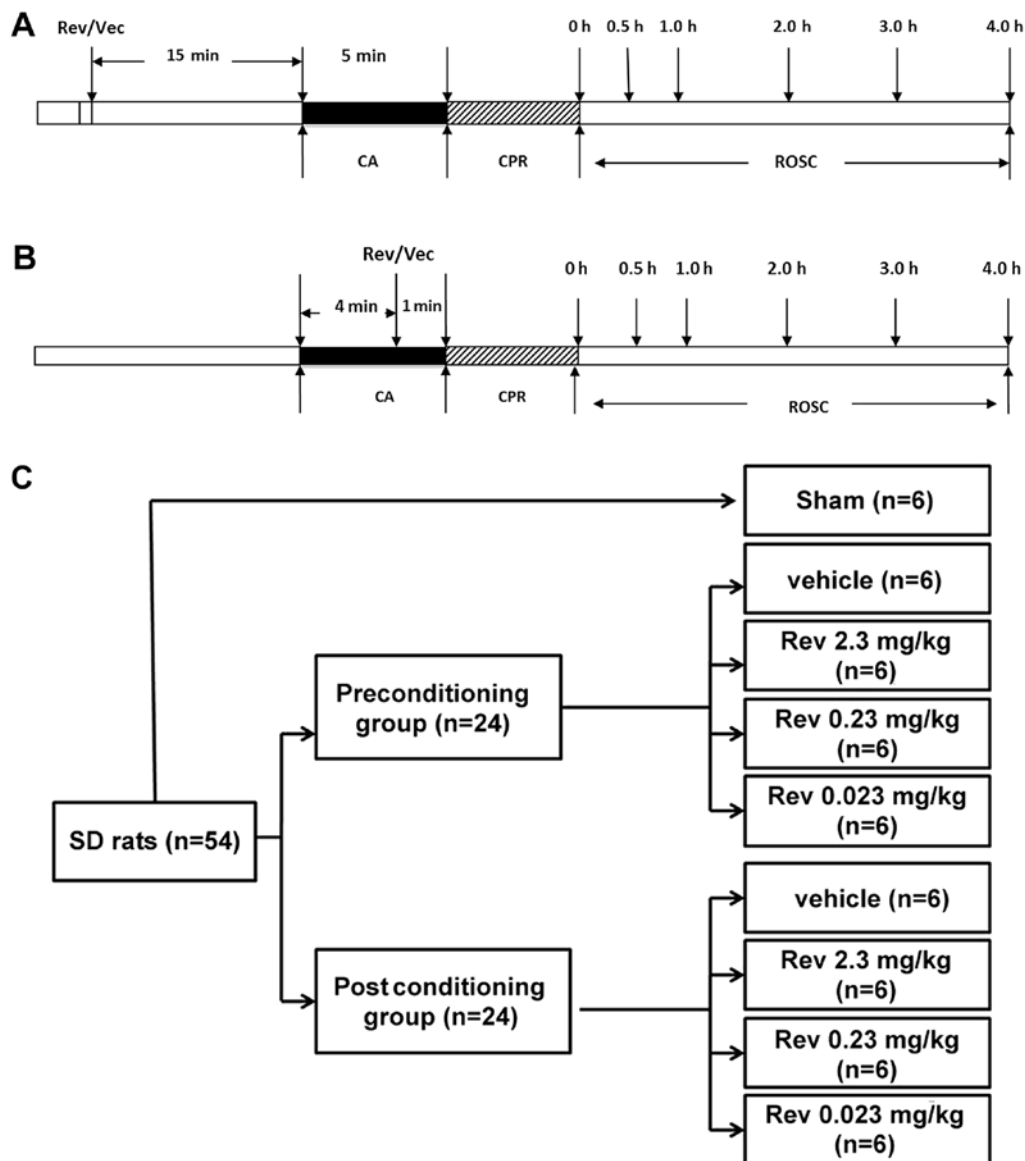 A
Rev/Vec
0 h 0.5 h 1.0 h 2.0 h 3.0 h 4.0 h
15 min 5 min
CA CPR ROSC
B
Rev/Vec
0 h 0.5 h 1.0 h 2.0 h 3.0 h 4.0 h
4 min 1 min
CA CPR ROSC
C
Sham (n=6)
vehicle (n=6)
Rev 2.3 mg/kg
(n=6)
Preconditioning
group (n=24)
Rev 0.23 mg/kg
(n=6)
Rev 0.023 mg/kg
(n=6)
SD rats (n=54)
vehicle (n=6)
Rev 2.3 mg/kg
(n=6)
Post conditioning
group (n=24)
Rev 0.23 mg/kg
(n=6)
Rev 0.023 mg/kg
(n=6)